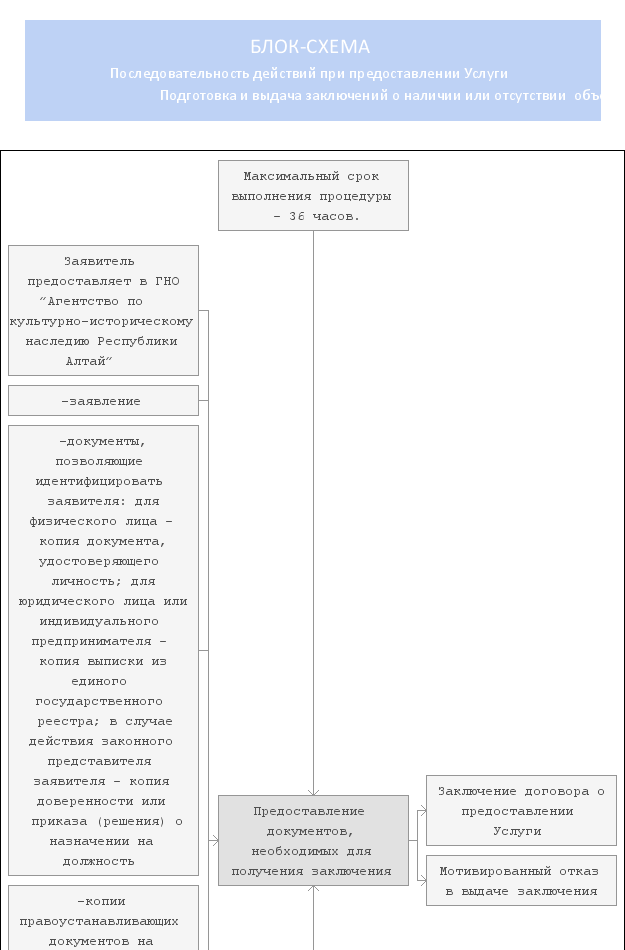 БЛОК-СХЕМА
Последовательность действий при предоставлении Услуги
Подготовка и выдача заключений о наличии или отсутствии объе
Максимальный срок
выполнения процедуры
- 36 часов.
Заявитель
предоставляет в ГНО
"Агентство по
культурно-историческому
наследию Республики
Алтай"
-заявление
-документы,
позволяющие
идентифицировать
заявителя: для
физического лица -
копия документа,
удостоверяющего
личность; для
юридического лица или
индивидуального
предпринимателя -
копия выписки из
единого
государственного
реестра; в случае
действия законного
представителя
заявителя - копия
доверенности или
приказа (решения) о
назначении на
должность
Предоставление
документов,
необходимых для
получения заключения
Заключение договора о
предоставлении
Услуги
Мотивированный отказ
в выдаче заключения
-копии
правоустанавливающих
документов на